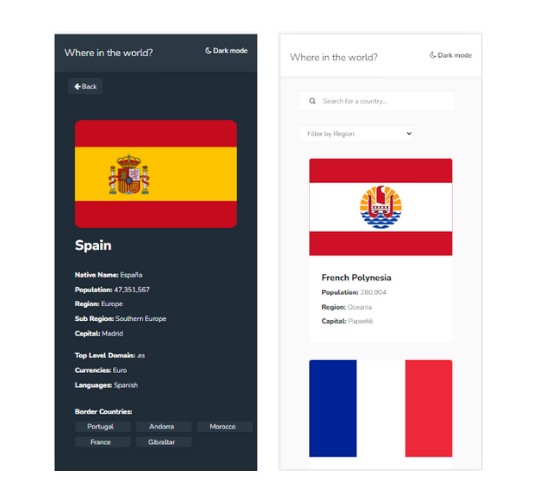 Where in the world?
Dark mode
Back
Spain
Native Name: España
Population: 47,351,567
Region: Europe
Sub Region: Southern Europe
Capital: Madrid
Top Level Domain: .es
Currencies: Euro
Languages: Spanish
Border Countries:
Portugal Andorra Morocco
France Gibraltar
Where in the world?
Dark mode
Search for a country...
Filter by Region
French Polynesia
Population: 280,904
Region: Oceania
Capital: Papeetē